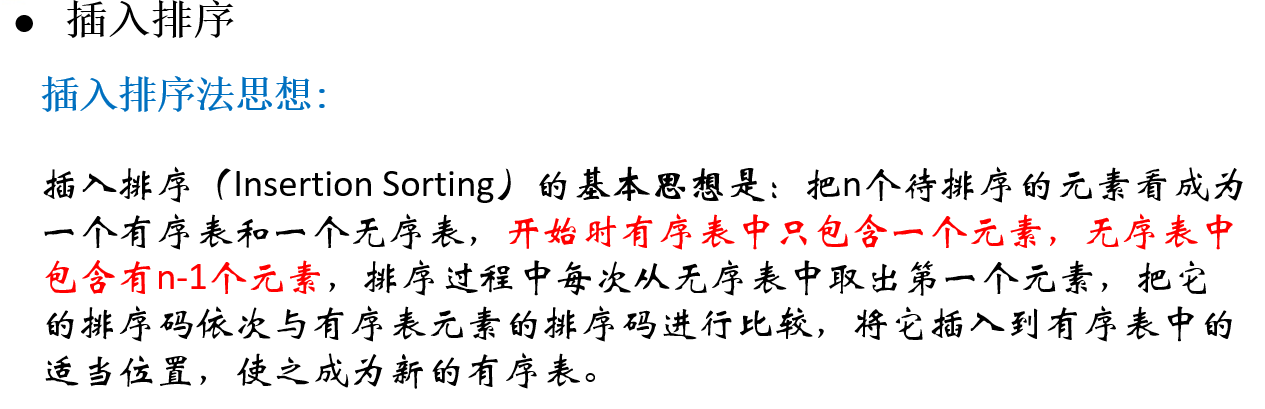 ● 插入排序
插入排序法思想：
插入排序（Insertion Sorting）的基本思想是：把n个待排序的元素看成为
一个有序表和一个无序表，开始时有序表中只包含一个元素，无序表中
包含有n-1个元素，排序过程中每次从无序表中取出第一个元素，把它
的排序码依次与有序表元素的排序码进行比较，将它插入到有序表中的
适当位置，使之成为新的有序表。